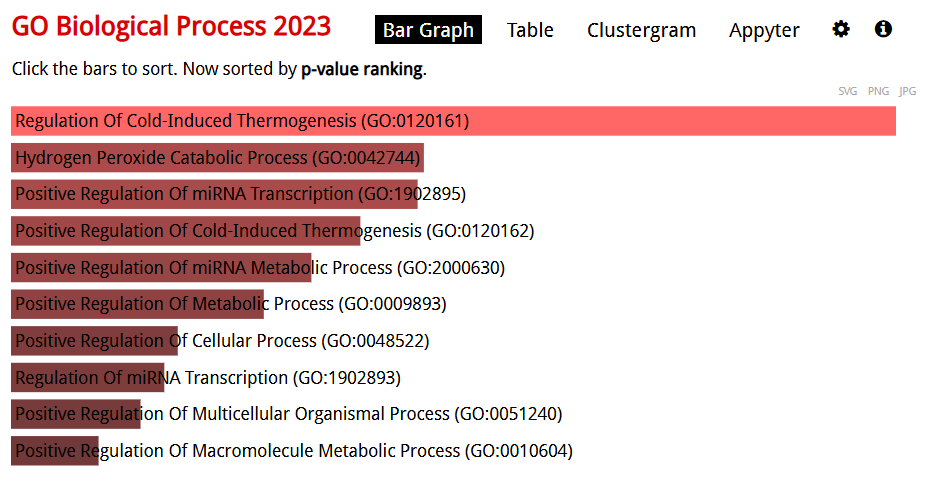 GO Biological Process 2023
Bar Graph Table Clustergram Appyter
Click the bars to sort. Now sorted by p-value ranking.
SVG PNG JPG
Regulation Of Cold-Induced Thermogenesis (GO:0120161)
Hydrogen Peroxide Catabolic Process (GO:0042744)
Positive Regulation Of miRNA Transcription (GO:1902895)
Positive Regulation Of Cold-Induced Thermogenesis (GO:0120162)
Positive Regulation Of miRNA Metabolic Process (GO:2000630)
Positive Regulation Of Metabolic Process (GO:0009893)
Positive Regulation Of Cellular Process (GO:0048522)
Regulation Of miRNA Transcription (GO:1902893)
Positive Regulation Of Multicellular Organismal Process (GO:0051240)
Positive Regulation Of Macromolecule Metabolic Process (GO:0010604)